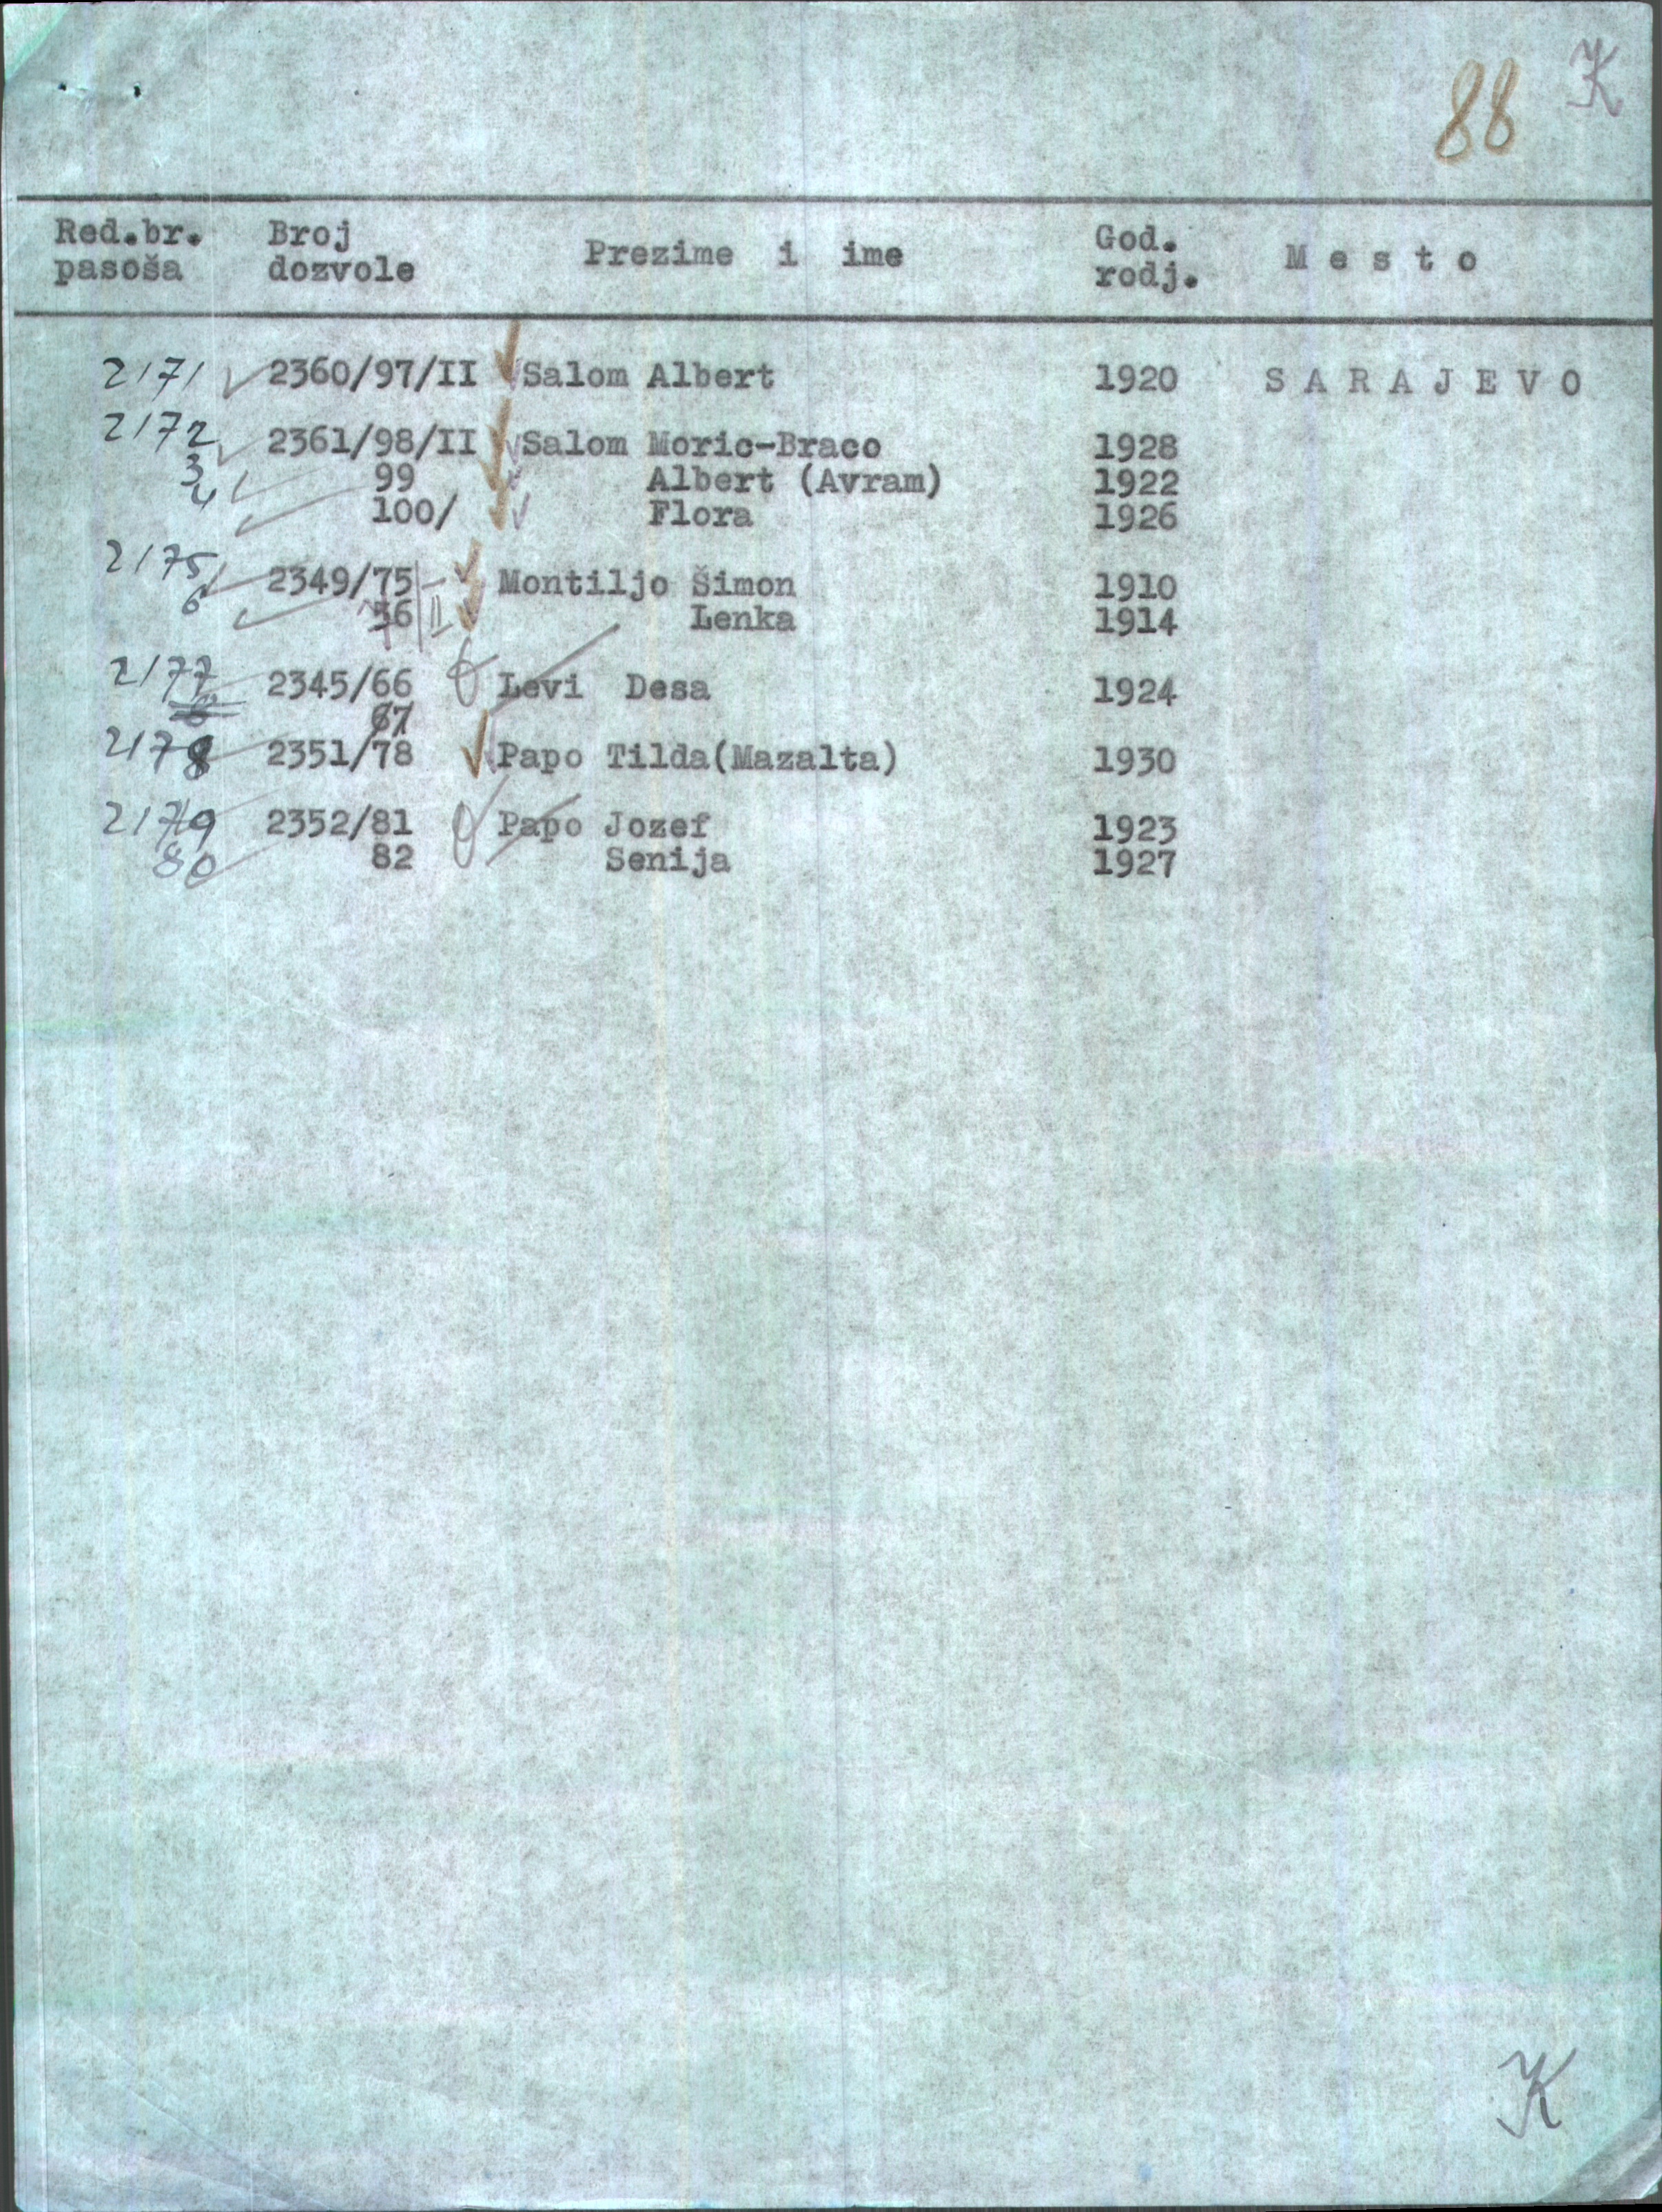 88 K
Red.br. pasoša Broj dozvole Prezime i ime God. rodj. M e s t o
2171 2360/97/II Salom Albert 1920 S A R A J E V O
2172 2361/98/II Salom Moric-Braco 1928
3 99 Albert (Avram) 1922
4 100/ Flora 1926
2175 2349/75 Montiljo Šimon 1910
6 36/II Lenka 1914
2177 2345/66 Levi Desa 1924
67
2178 2351/78 Papo Tilda(Mazalta) 1930
2179 2352/81 Papo Jozef 1923
80 82 Senija 1927
K